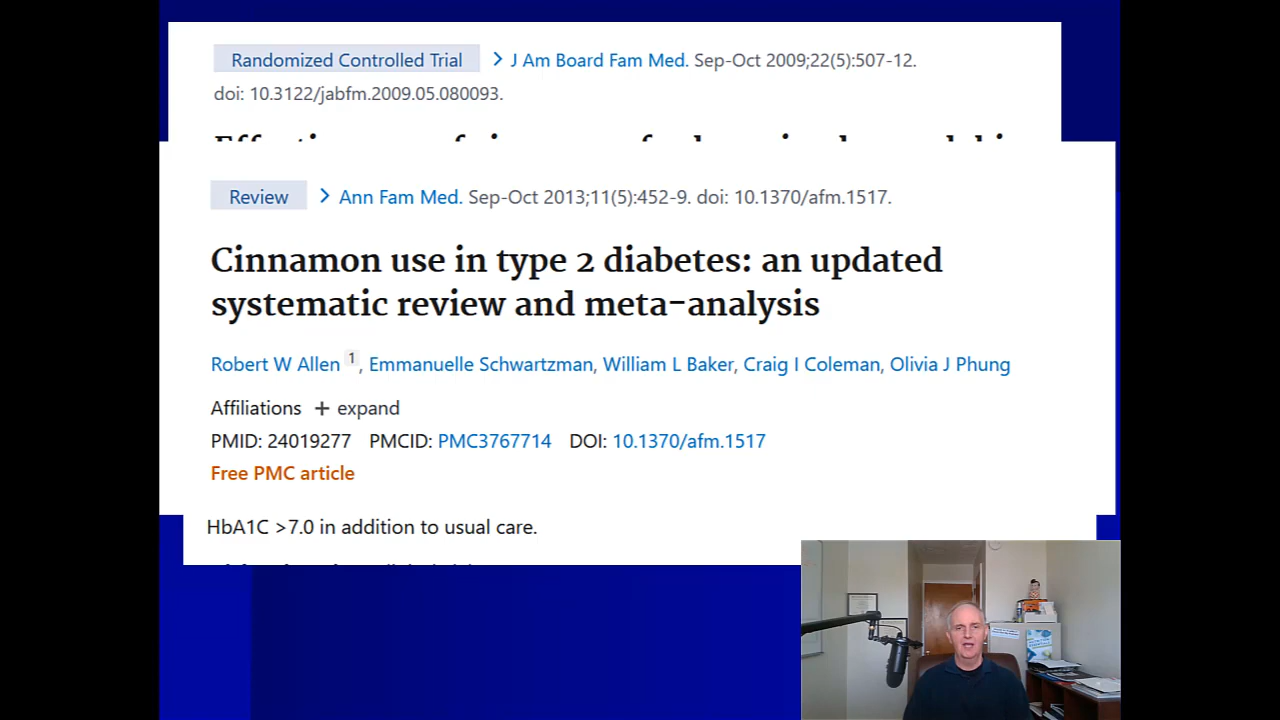 Randomized Controlled Trial > J Am Board Fam Med. Sep-Oct 2009;22(5):507-12.
doi: 10.3122/jabfm.2009.05.080093.
Review > Ann Fam Med. Sep-Oct 2013;11(5):452-9. doi: 10.1370/afm.1517.
Cinnamon use in type 2 diabetes: an updated
systematic review and meta-analysis
Robert W Allen 1, Emmanuelle Schwartzman, William L Baker, Craig I Coleman, Olivia J Phung
Affiliations + expand
PMID: 24019277 PMCID: PMC3767714 DOI: 10.1370/afm.1517
Free PMC article
HbA1C >7.0 in addition to usual care.